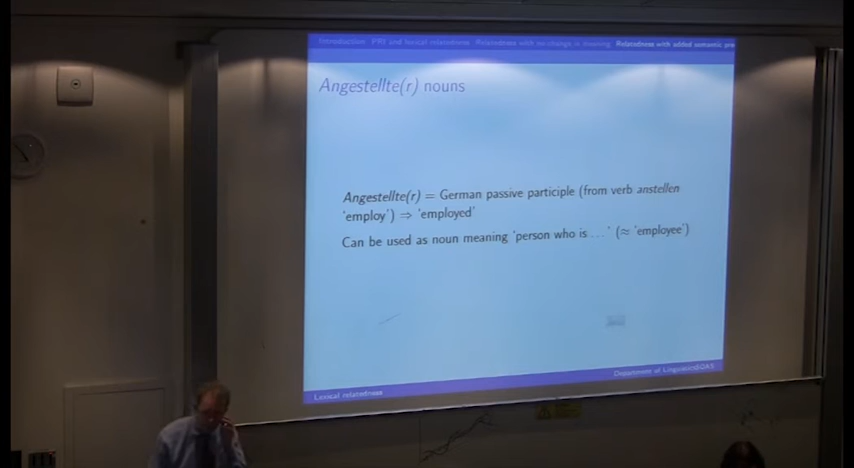 Introduction PFM and lexical relatedness Relatedness with no change in meaning Relatedness with added semantic pre
Angestellte(r) nouns
Angestellte(r) = German passive participle (from verb anstellen
'employ') ⇒ 'employed'
Can be used as noun meaning 'person who is ...' (≈ 'employee')
Department of Linguistics@OAS
Lexical relatedness